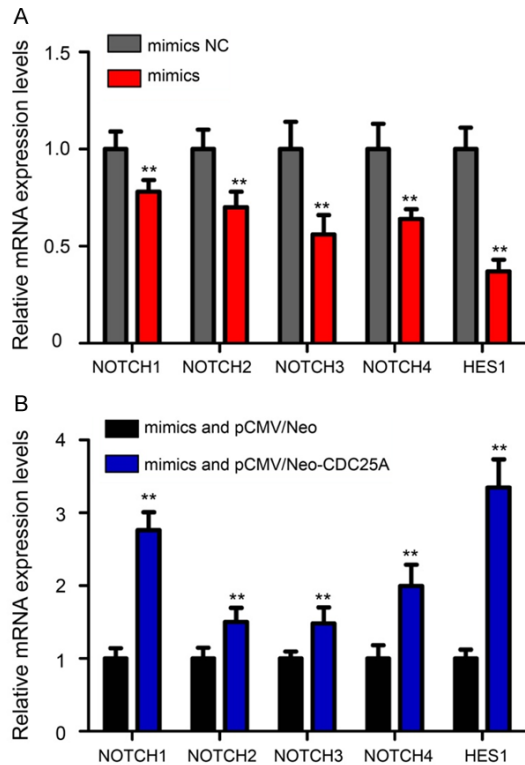 A
Relative mRNA expression levels
mimics NC
mimics
1.5
1.0
0.5
0
**
**
**
**
**
NOTCH1 NOTCH2 NOTCH3 NOTCH4 HES1
B
Relative mRNA expression levels
mimics and pCMV/Neo
mimics and pCMV/Neo-CDC25A
4
3
2
1
0
**
**
**
**
**
NOTCH1 NOTCH2 NOTCH3 NOTCH4 HES1